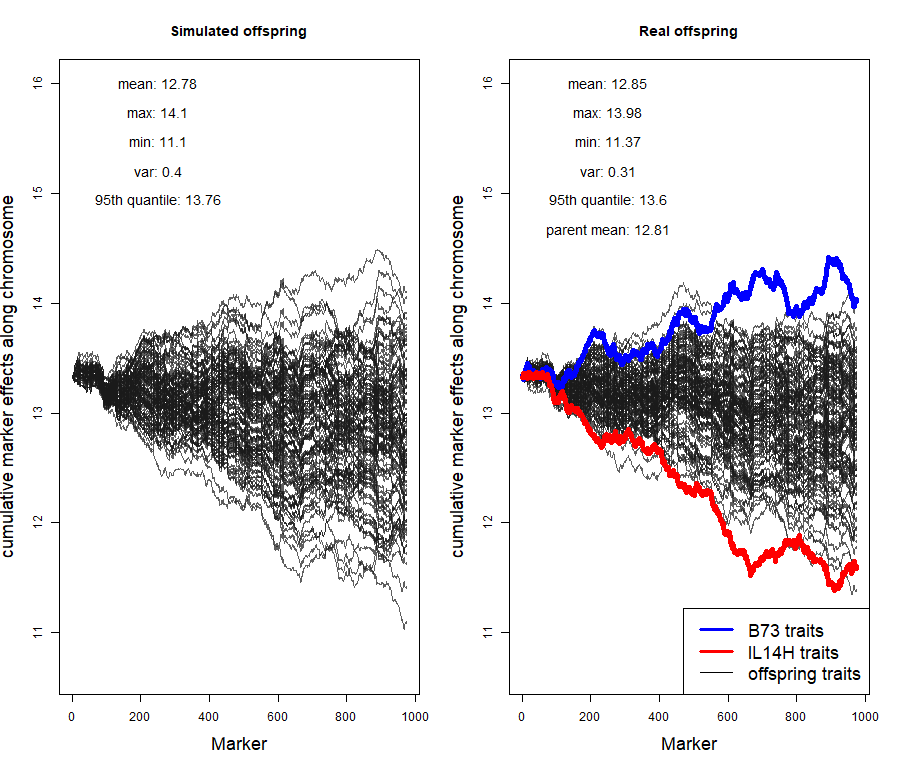 Simulated offspring
mean: 12.78
max: 14.1
min: 11.1
var: 0.4
95th quantile: 13.76
cumulative marker effects along chromosome
16
15
14
13
12
11
0 200 400 600 800 1000
Marker
Real offspring
mean: 12.85
max: 13.98
min: 11.37
var: 0.31
95th quantile: 13.6
parent mean: 12.81
cumulative marker effects along chromosome
16
15
14
13
12
11
B73 traits
IL14H traits
offspring traits
0 200 400 600 800 1000
Marker